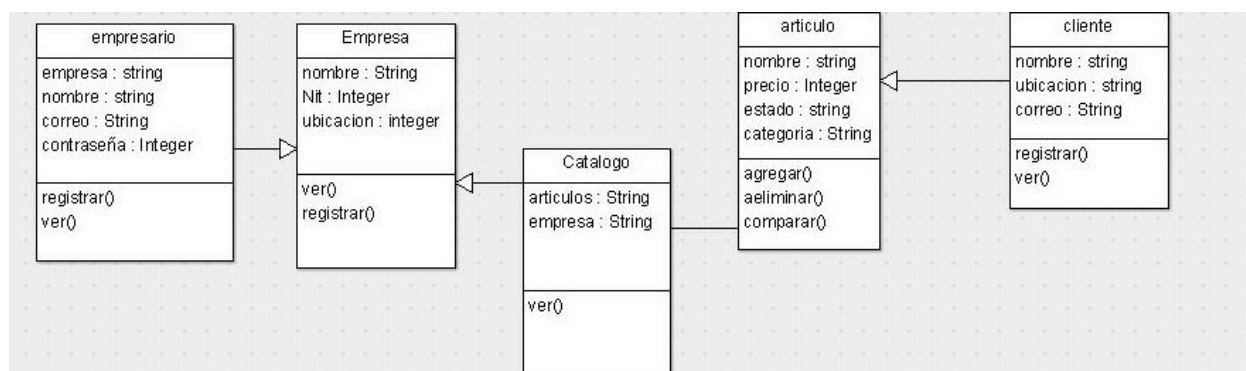 empresario
empresa : string
nombre : string
correo : String
contraseña : Integer
registrar()
ver()
Empresa
nombre : String
Nit : Integer
ubicacion : integer
ver()
registrar()
Catalogo
articulos : String
empresa : String
ver()
articulo
nombre : string
precio : Integer
estado : string
categoria : String
agregar()
aeliminar()
comparar()
cliente
nombre : string
ubicacion : string
correo : String
registrar()
ver()